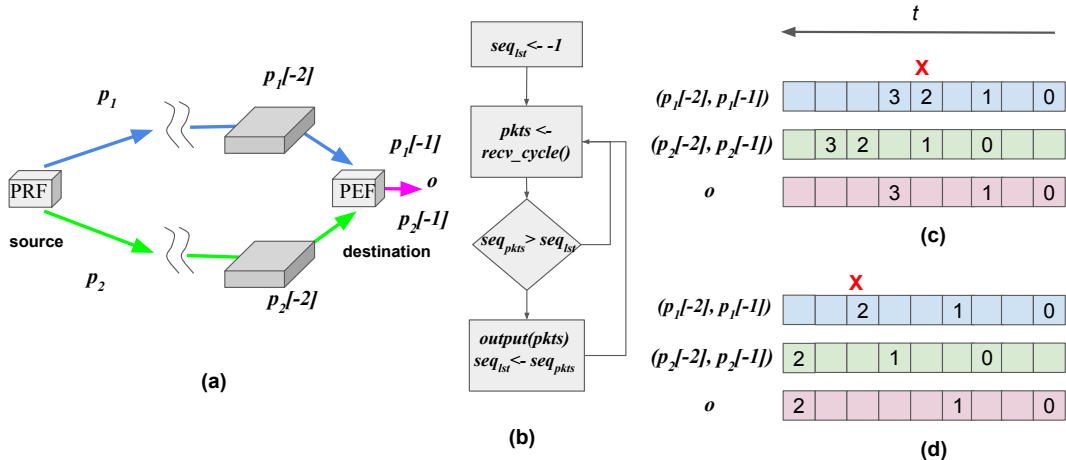 p1
p1[-2]
PRF
source
PEF
p1[-1]
o
p2[-1]
destination
p2
p2[-2]
(a)
seqlst<- -1
pkts <-
recv_cycle()
seqpkts> seqlst
output(pkts)
seqlst<- seqpkts
(b)
t
X
(p1[-2], p1[-1])
3 2 1 0
(p2[-2], p2[-1])
3 2 1 0
o
3 1 0
(c)
X
(p1[-2], p1[-1])
2 1 0
(p2[-2], p2[-1])
2 1 0
o
2 1 0
(d)